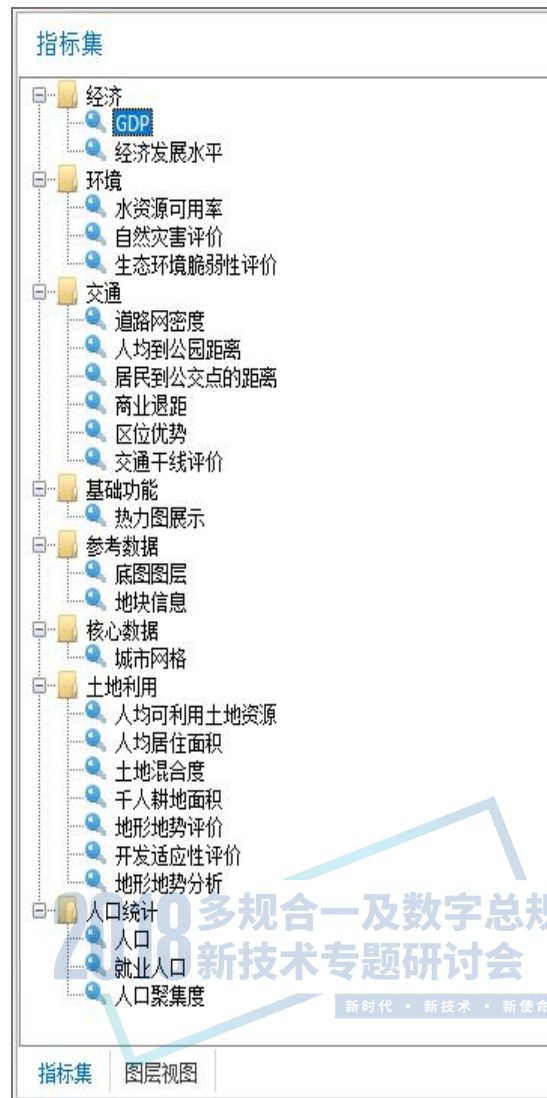 指标集
经济
GDP
经济发展水平
环境
水资源可用率
自然灾害评价
生态环境脆弱性评价
交通
道路网密度
人均到公园距离
居民到公交点的距离
商业退距
区位优势
交通干线评价
基础功能
热力图展示
参考数据
底图图层
地块信息
核心数据
城市网格
土地利用
人均可利用土地资源
人均居住面积
土地混合度
千人耕地面积
地形地势评价
开发适应性评价
地形地势分析
人口统计
人口
就业人口
人口聚集度
2018多规合一及数字总规
新技术专题研讨会
新时代 · 新技术 · 新使命
指标集 图层视图